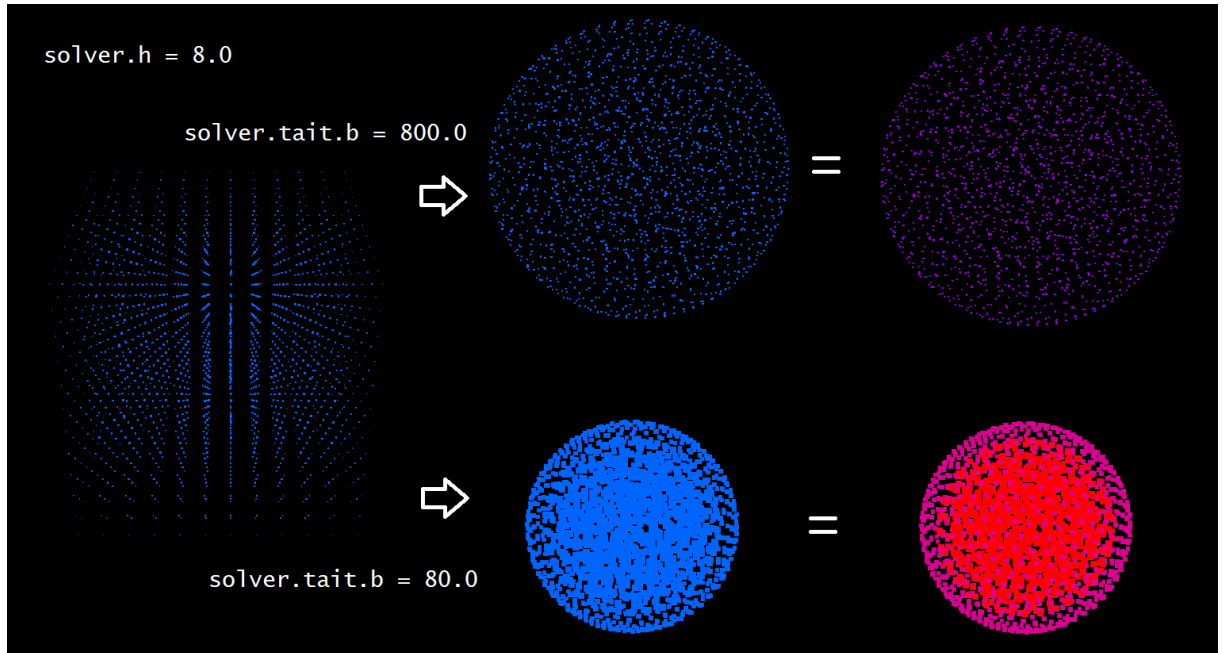 solver.h = 8.0
solver.tait.b = 800.0
=
solver.tait.b = 80.0
=